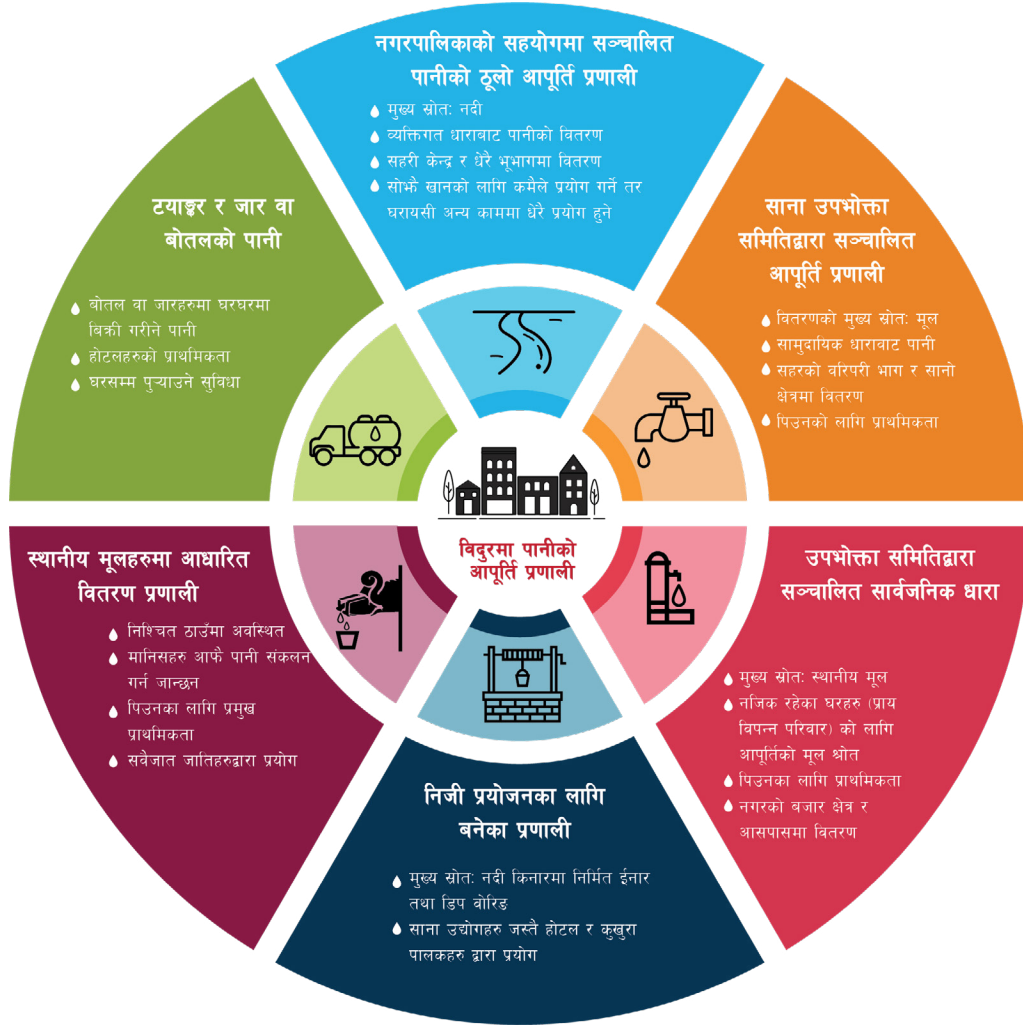 नगरपालिकाको सहयोगमा सञ्चालित
पानीको ठूलो आपूर्ति प्रणाली
मुख्य स्रोत: नदी
व्यक्तिगत धाराबाट पानीको वितरण
सहरी केन्द्र र धेरै भूभागमा वितरण
सोझै खानको लागि कमैले प्रयोग गर्ने तर
घरायसी अन्य काममा धेरै प्रयोग हुने
साना उपभोक्ता
समितिद्वारा सञ्चालित
आपूर्ति प्रणाली
वितरणको मुख्य स्रोत: मूल
सामुदायिक धारावाट पानी
सहरको वरिपरी भाग र सानो
क्षेत्रमा वितरण
पिउनको लागि प्राथमिकता
उपभोक्ता समितिद्वारा
सञ्चालित सार्वजनिक धारा
मुख्य स्रोत: स्थानीय मूल
नजिक रहेका घरहरु (प्राय
विपन्न परिवार) को लागि
आपूर्तिको मूल श्रोत
पिउनका लागि प्राथमिकता
नगरको बजार क्षेत्र र
आसपासमा वितरण
निजी प्रयोजनका लागि
बनेका प्रणाली
मुख्य स्रोत: नदी किनारमा निर्मित ईनार
तथा डिप बोरिङ
साना उद्योगहरु जस्तै होटल र कुखुरा
पालकहरु द्वारा प्रयोग
स्थानीय मूलहरुमा आधारित
वितरण प्रणाली
निश्चित ठाउँमा अवस्थित
मानिसहरु आफै पानी संकलन
गर्न जान्छन
पिउनका लागि प्रमुख
प्राथमिकता
सवैजात जातिहरुद्वारा प्रयोग
टयाङ्कर र जार वा
बोतलको पानी
बोतल वा जारहरुमा घरघरमा
बिक्री गरीने पानी
होटलहरुको प्राथमिकता
घरसम्म पुऱ्याउने सुविधा
विदुरमा पानीको
आपूर्ति प्रणाली